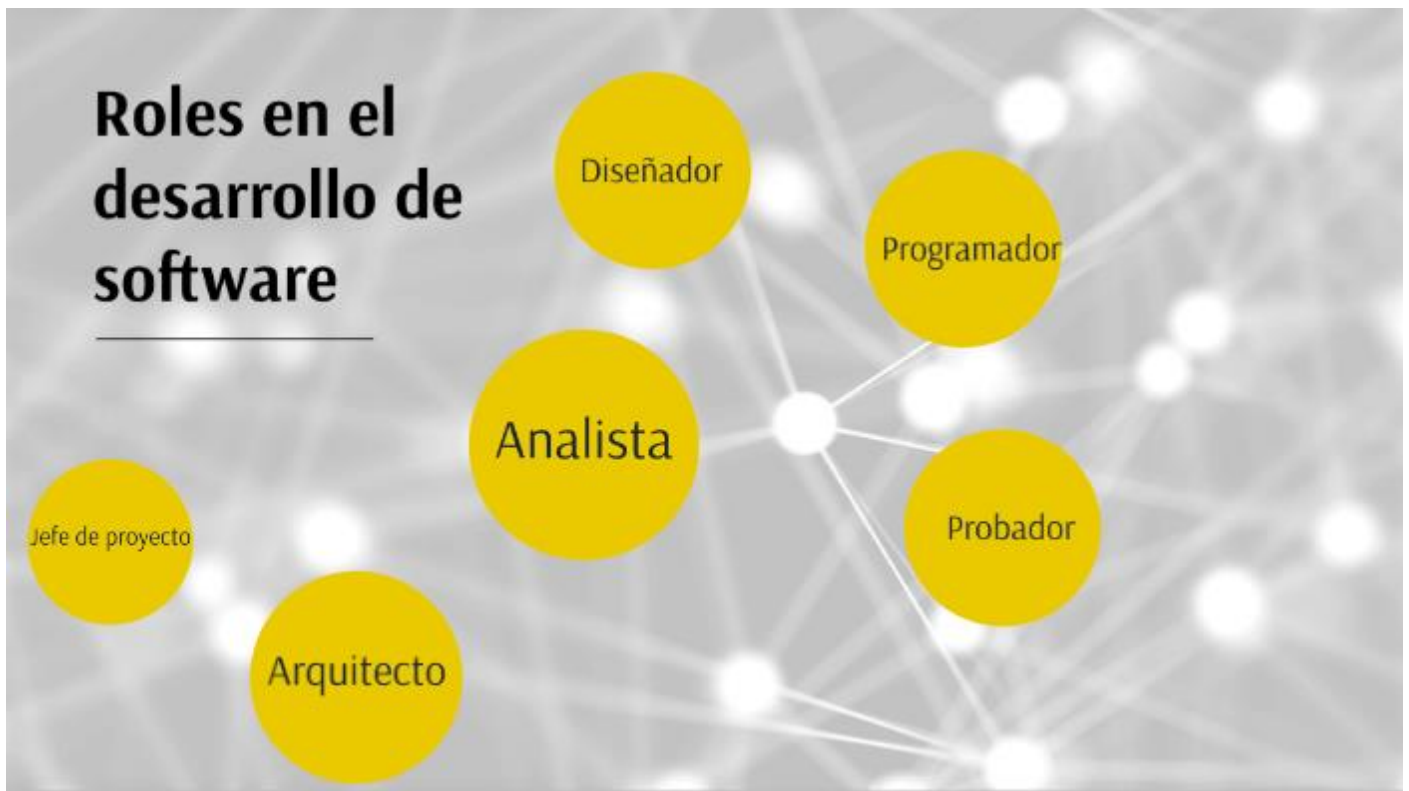 Roles en el
desarrollo de
software
Diseñador
Programador
Analista
Probador
Jefe de proyecto
Arquitecto